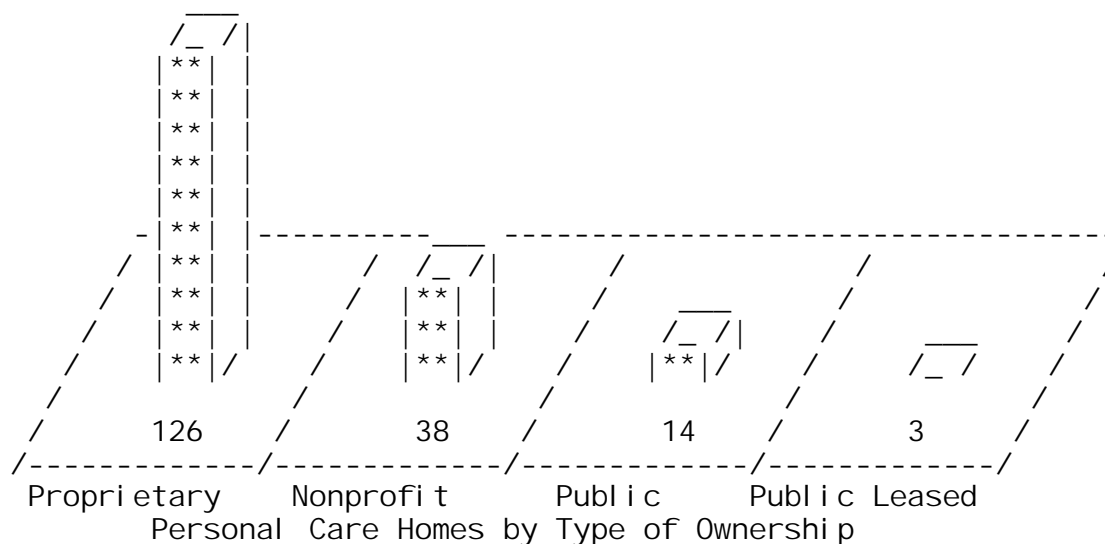 126 38 14 3
Proprietary Nonprofit Public Public Leased
Personal Care Homes by Type of Ownership